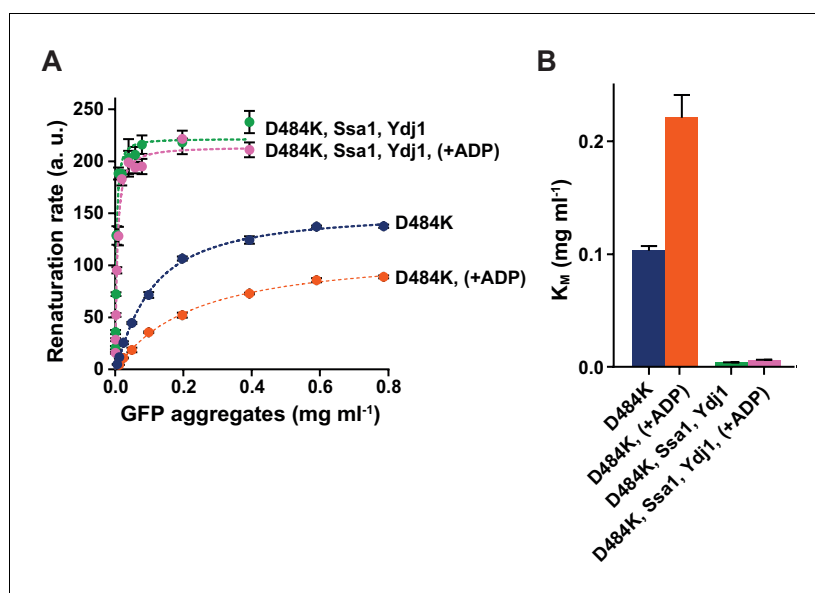 A
Renaturation rate (a. u.)
250
200
150
100
50
0
0.0
0.2
0.4
0.6
0.8
GFP aggregates (mg ml-1)
D484K, Ssa1, Ydj1
D484K, Ssa1, Ydj1, (+ADP)
D484K
D484K, (+ADP)
B
KM (mg ml-1)
0.2
0.1
0.0
D484K
D484K, (+ADP)
D484K, Ssa1, Ydj1
D484K, Ssa1, Ydj1, (+ADP)